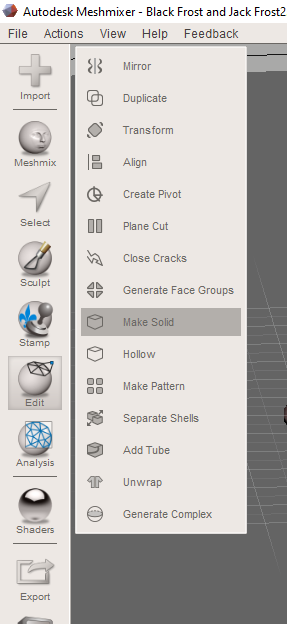 Autodesk Meshmixer - Black Frost and Jack Frost2
File Actions View Help Feedback
Import
Meshmix
Select
Sculpt
Stamp
Edit
Analysis
Shaders
Export
Mirror
Duplicate
Transform
Align
Create Pivot
Plane Cut
Close Cracks
Generate Face Groups
Make Solid
Hollow
Make Pattern
Separate Shells
Add Tube
Unwrap
Generate Complex